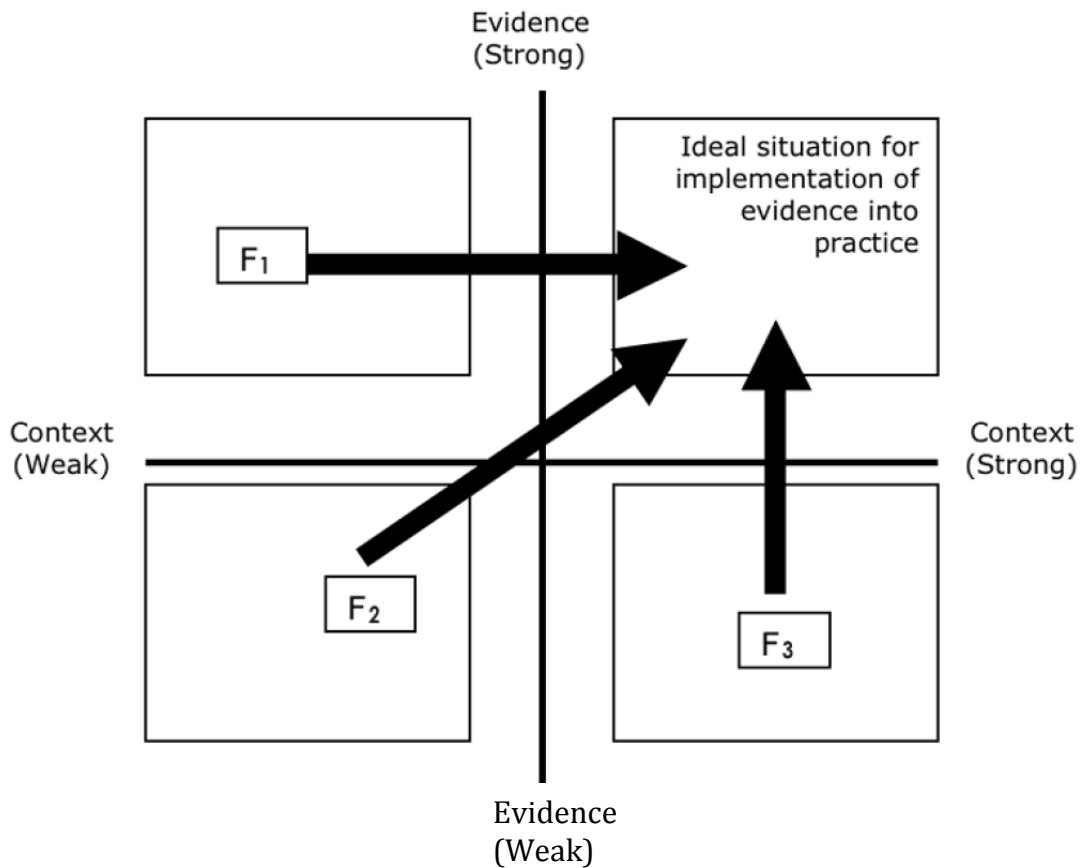 Evidence
(Strong)
Ideal situation for
implementation of
evidence into
practice
F₁
Context
(Weak)
Context
(Strong)
F₂
F₃
Evidence
(Weak)